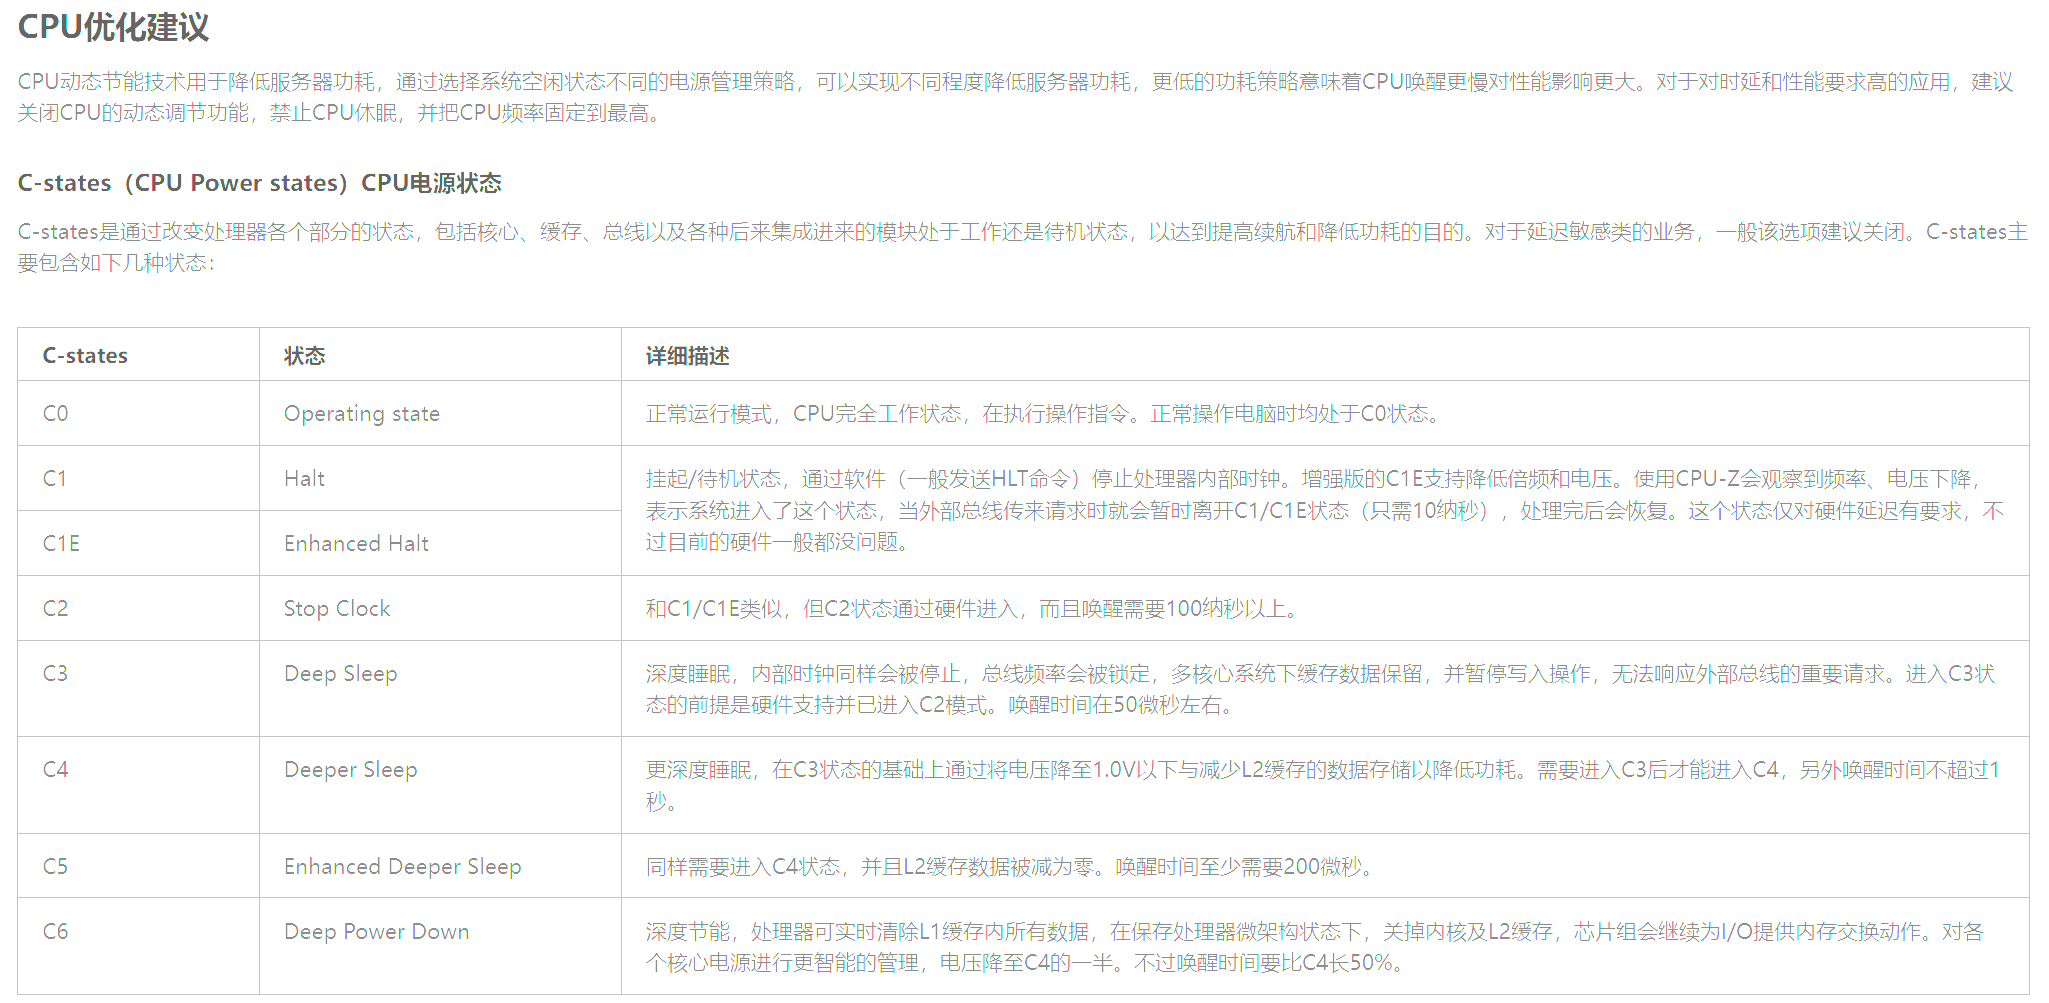 CPU优化建议
CPU动态节能技术用于降低服务器功耗，通过选择系统空闲状态不同的电源管理策略，可以实现不同程度降低服务器功耗，更低的功耗策略意味着CPU唤醒更慢对性能影响更大。对于对时延和性能要求高的应用，建议
关闭CPU的动态调节功能，禁止CPU休眠，并把CPU频率固定到最高。
C-states（CPU Power states）CPU电源状态
C-states是通过改变处理器各个部分的状态，包括核心、缓存、总线以及各种后来集成进来的模块处于工作还是待机状态，以达到提高续航和降低功耗的目的。对于延迟敏感类的业务，一般该选项建议关闭。C-states主
要包含如下几种状态：
C-states 状态 详细描述
C0 Operating state 正常运行模式，CPU完全工作状态，在执行操作指令。正常操作电脑时均处于C0状态。
C1 Halt 挂起/待机状态，通过软件（一般发送HLT命令）停止处理器内部时钟。增强版的C1E支持降低倍频和电压。使用CPU-Z会观察到频率、电压下降，
表示系统进入了这个状态，当外部总线传来请求时就会暂时离开C1/C1E状态（只需10纳秒），处理完后会恢复。这个状态仅对硬件延迟有要求，不
C1E Enhanced Halt 过目前的硬件一般都没问题。
C2 Stop Clock 和C1/C1E类似，但C2状态通过硬件进入，而且唤醒需要100纳秒以上。
C3 Deep Sleep 深度睡眠，内部时钟同样会被停止，总线频率会被锁定，多核心系统下缓存数据保留，并暂停写入操作，无法响应外部总线的重要请求。进入C3状
态的前提是硬件支持并已进入C2模式。唤醒时间在50微秒左右。
C4 Deeper Sleep 更深度睡眠，在C3状态的基础上通过将电压降至1.0V以下与减少L2缓存的数据存储以降低功耗。需要进入C3后才能进入C4，另外唤醒时间不超过1
秒。
C5 Enhanced Deeper Sleep 同样需要进入C4状态，并且L2缓存数据被减为零。唤醒时间至少需要200微秒。
C6 Deep Power Down 深度节能，处理器可实时清除L1缓存内所有数据，在保存处理器微架构状态下，关掉内核及L2缓存，芯片组会继续为I/O提供内存交换动作。对各
个核心电源进行更智能的管理，电压降至C4的一半。不过唤醒时间要比C4长50%。